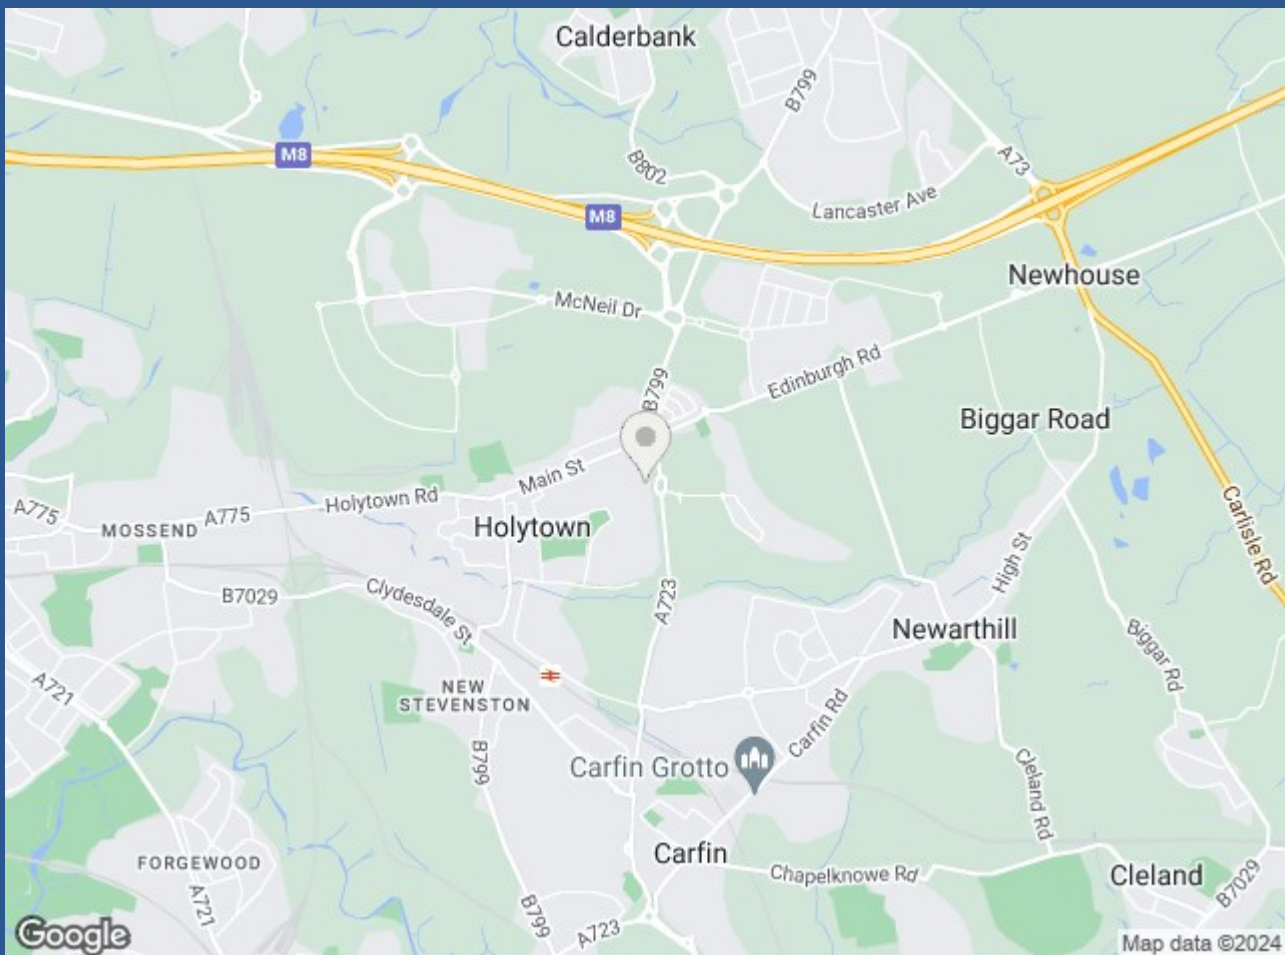 Calderbank
B799
M8
B802
A73
Lancaster Ave
M8
Newhouse
McNeil Dr
B799
Edinburgh Rd
Biggar Road
Main St
Holytown Rd
A775
A775
MOSSEND
Holytown
Carlisle Rd
High St
Clydesdale St
B7029
A723
Newarthill
Biggar Rd
A721
NEW
STEVENSTON
Carfin Rd
B799
Carfin Grotto
Cleland Rd
FORGEWOOD
Carfin
Chapelknowe Rd
Cleland
A721
B7029
B799
A723
Google
Map data ©2024